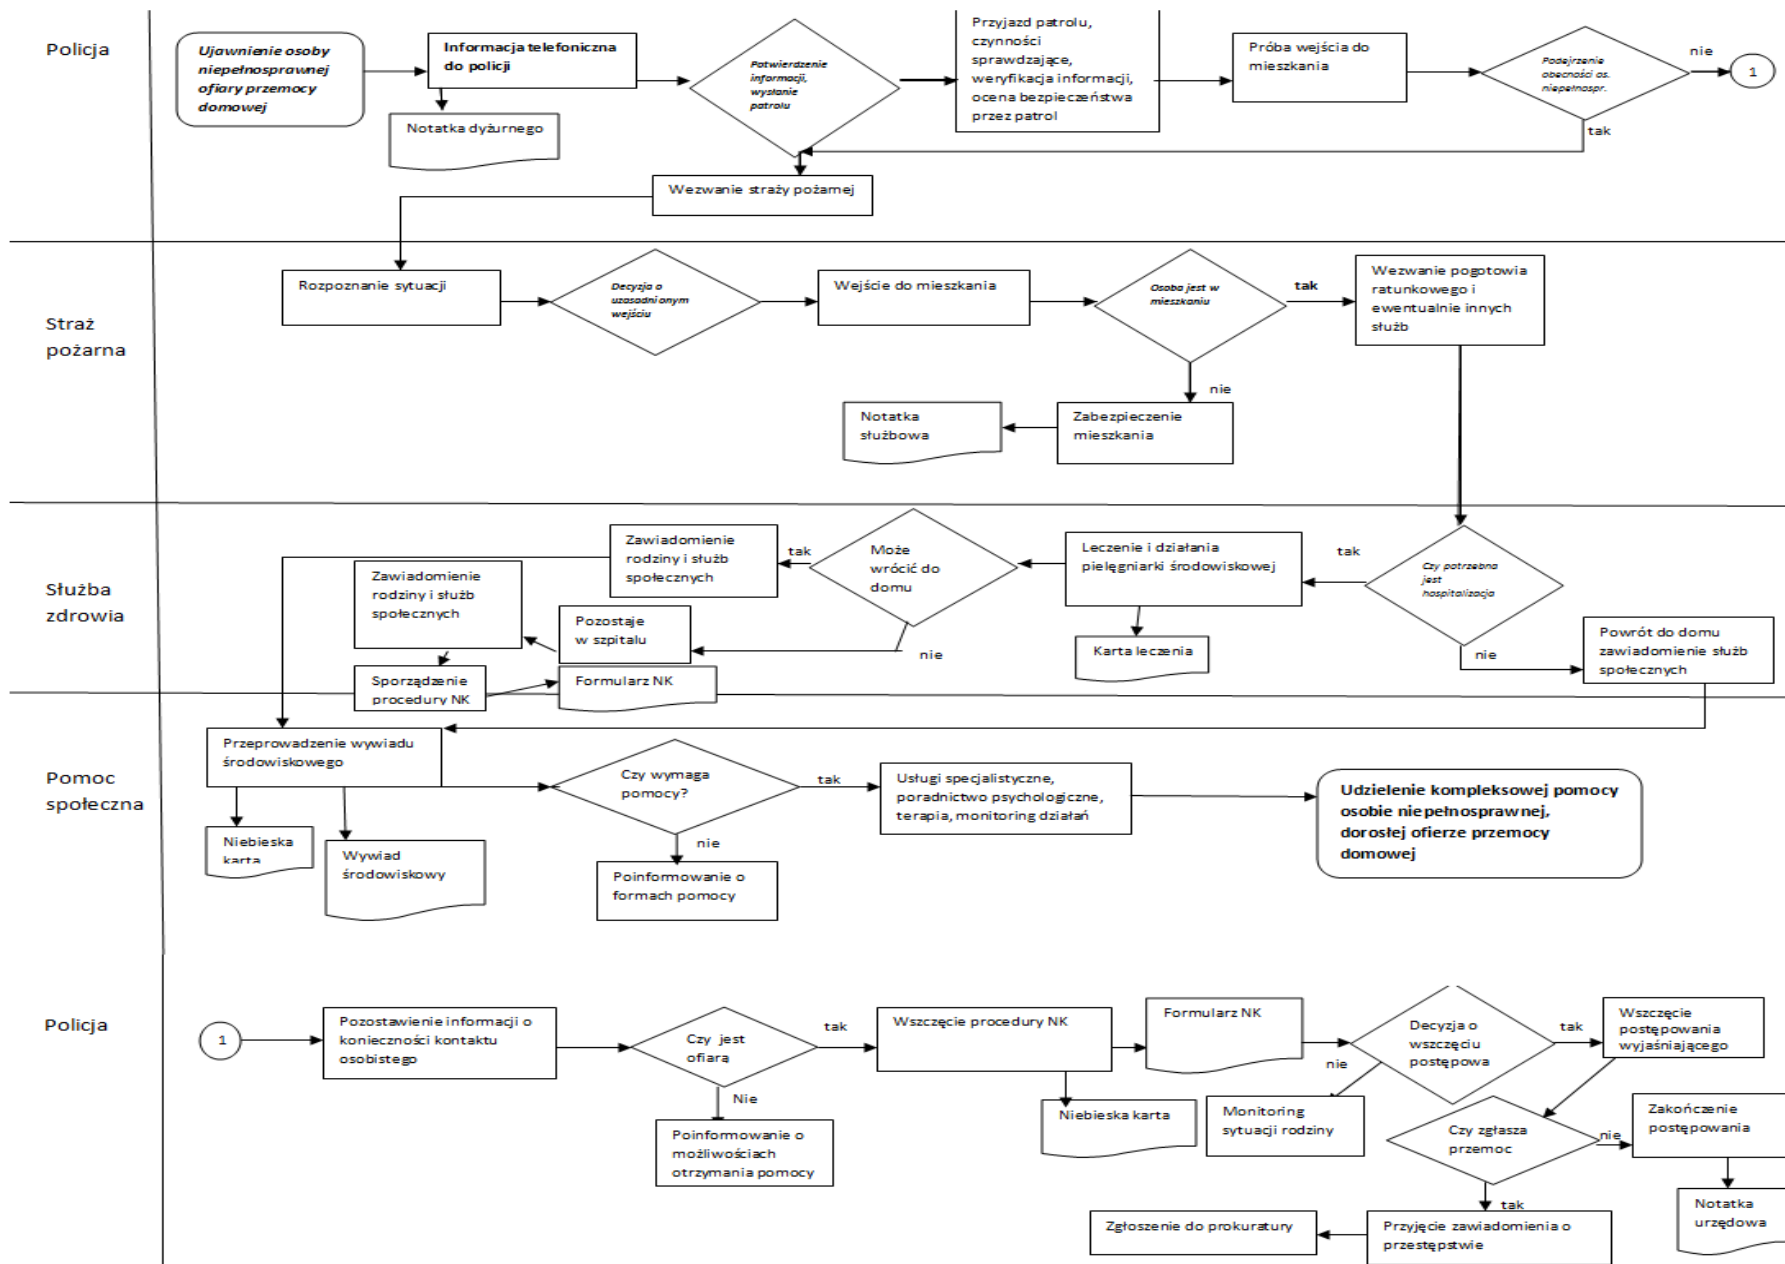 Policja
Ujawnienie osoby
niepełnosprawnej
ofiary przemocy
domowej
Informacja telefoniczna
do policji
Notatka dyżurnego
Potwierdzenie
informacji,
wysłanie
patrolu
Przyjazd patrolu,
czynności
sprawdzające,
weryfikacja informacji,
ocena bezpieczeństwa
przez patrol
Próba wejścia do
mieszkania
Podejrzenie
obecności os.
niepełnospr.
nie
1
tak
Wezwanie straży pożarnej
Straż
pożarna
Rozpoznanie sytuacji
Decyzja o
uzasadnionym
wejściu
Wejście do mieszkania
Osoba jest w
mieszkaniu
tak
Wezwanie pogotowia
ratunkowego i
ewentualnie innych
służb
nie
Zabezpieczenie
mieszkania
Notatka
służbowa
Służba
zdrowia
Czy potrzebna
jest
hospitalizacja
tak
Leczenie i działania
pielęgniarki środowiskowej
Karta leczenia
Może
wrócić do
domu
tak
Zawiadomienie
rodziny i służb
społecznych
nie
Pozostaje
w szpitalu
Zawiadomienie
rodziny i służb
społecznych
Sporządzenie
procedury NK
Formularz NK
nie
Powrót do domu
zawiadomienie służb
społecznych
Pomoc
społeczna
Przeprowadzenie wywiadu
środowiskowego
Niebieska
karta
Wywiad
środowiskowy
Czy wymaga
pomocy?
tak
nie
Poinformowanie o
formach pomocy
Usługi specjalistyczne,
poradnictwo psychologiczne,
terapia, monitoring działań
Udzielenie kompleksowej pomocy
osobie niepełnosprawnej,
dorosłej ofierze przemocy
domowej
Policja
1
Pozostawienie informacji o
konieczności kontaktu
osobistego
Czy jest
ofiarą
tak
Nie
Poinformowanie o
możliwościach
otrzymania pomocy
Wszczęcie procedury NK
Niebieska karta
Formularz NK
Decyzja o
wszczęciu
postępowa
nie
Monitoring
sytuacji rodziny
tak
Wszczęcie
postępowania
wyjaśniającego
Czy zgłasza
przemoc
nie
Zakończenie
postępowania
Notatka
urzędowa
tak
Przyjęcie zawiadomienia o
przestępstwie
Zgłoszenie do prokuratury